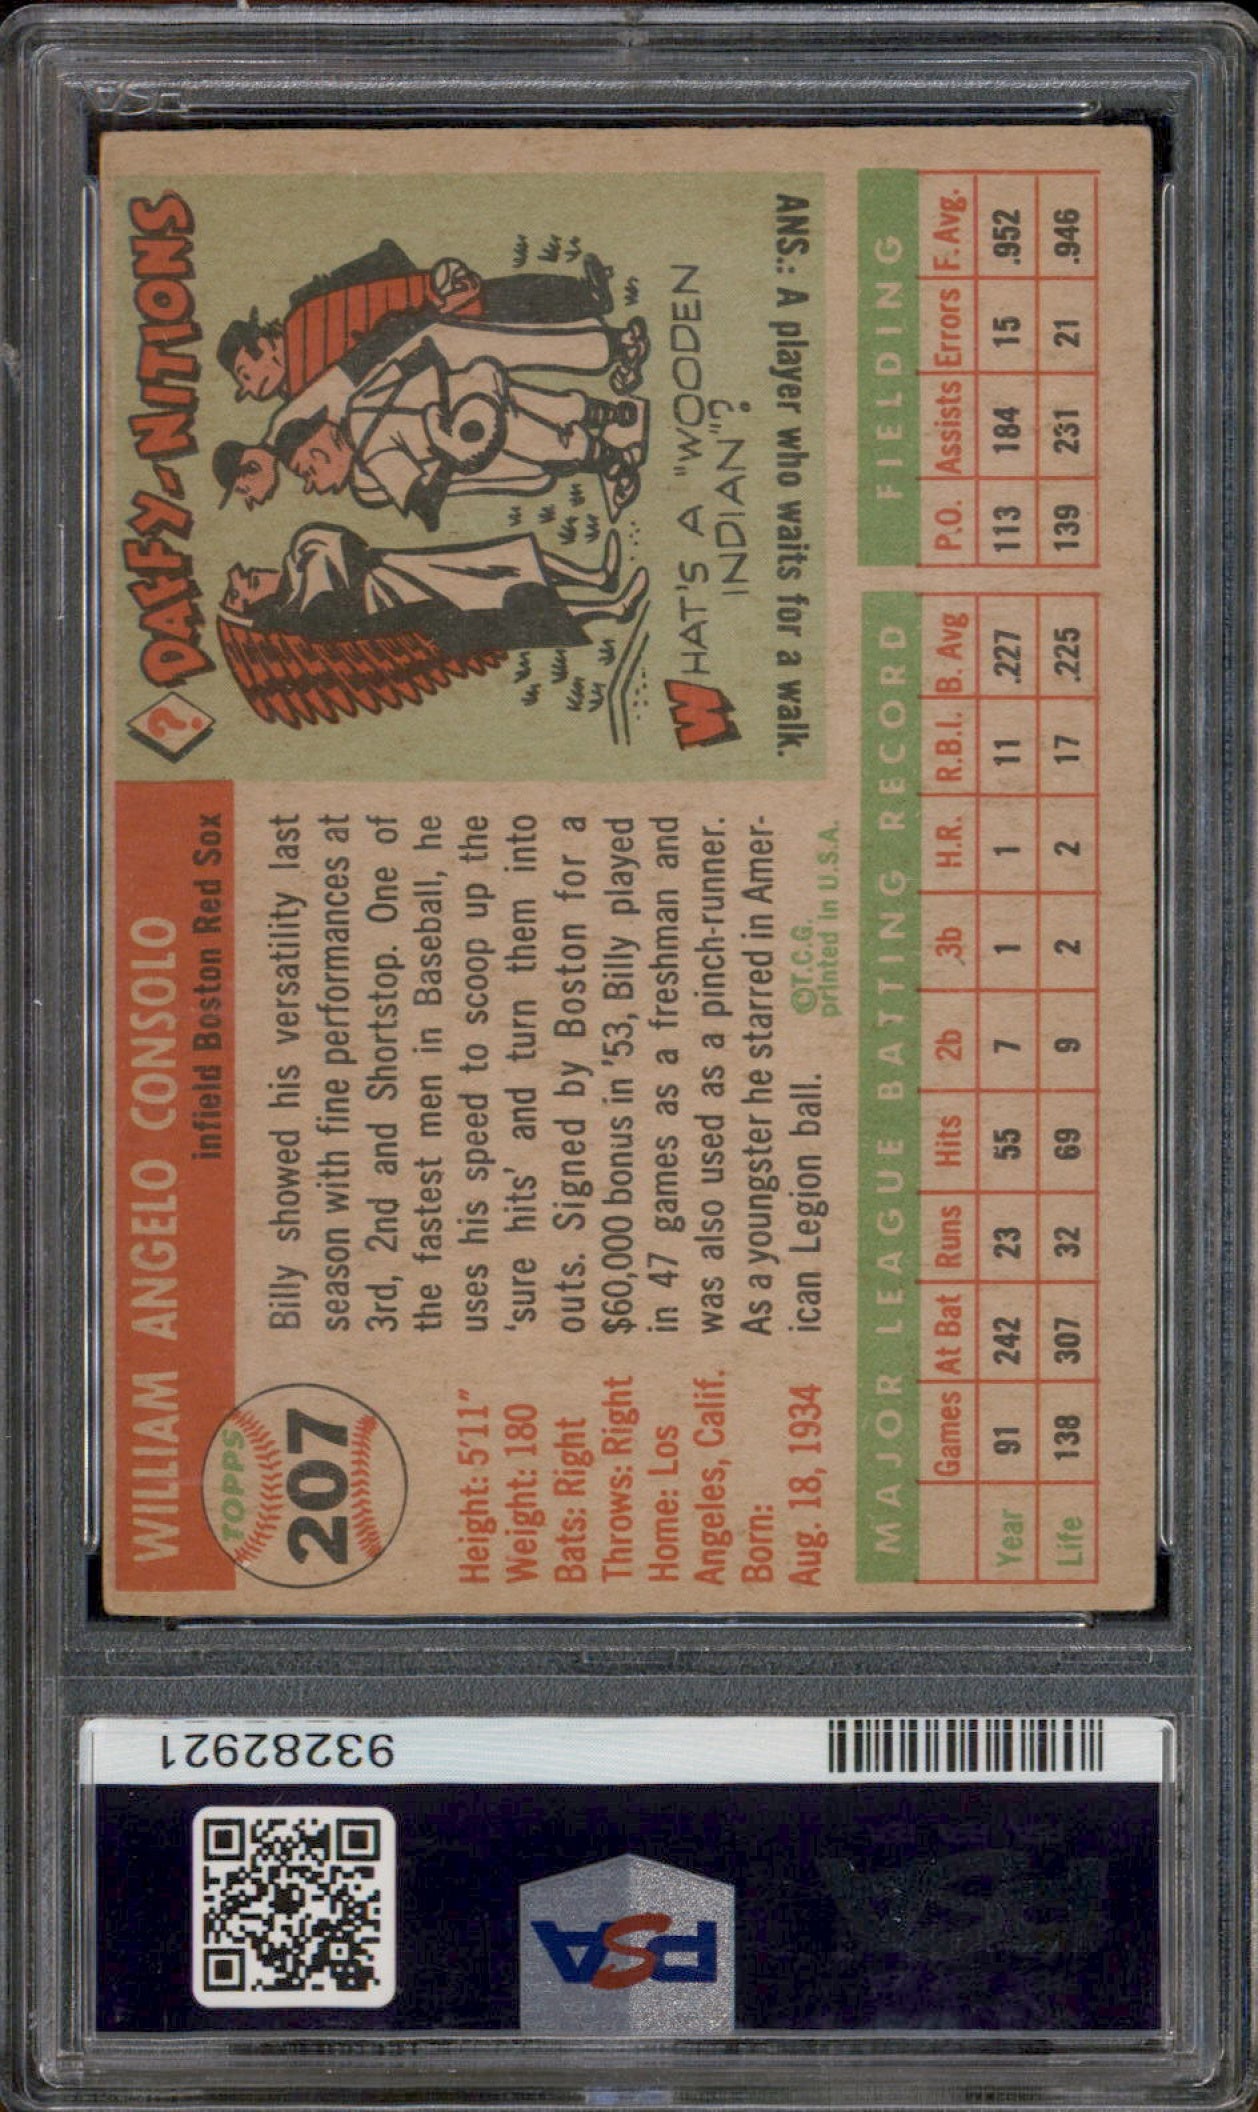 WILLIAM ANGELO CONSOLO
infield Boston Red Sox
TOPPS
207
Height: 5'11"
Weight: 180
Bats: Right
Throws: Right
Home: Los
Angeles, Calif.
Born:
Aug. 18, 1934
Billy showed his versatility last
season with fine performances at
3rd, 2nd and Shortstop. One of
the fastest men in Baseball, he
uses his speed to scoop up the
'sure hits' and turn them into
outs. Signed by Boston for a
$60,000 bonus in '53, Billy played
in 47 games as a freshman and
was also used as a pinch-runner.
As a youngster he starred in Amer-
ican Legion ball.
©T.C.G.
printed in U.S.A.
? DAFFY-NITIONS
6
WHAT'S A "WOODEN
INDIAN"?
ANS.: A player who waits for a walk.
MAJOR LEAGUE BATTING RECORD FIELDING
Games At Bat Runs Hits 2b 3b H.R. R.B.I. B. Avg P.O. Assists Errors F. Avg.
Year 91 242 23 55 7 1 1 11 .227 113 184 15 .952
Life 138 307 32 69 9 2 2 17 .225 139 231 21 .946
93282921
PSA
PSA
PSA